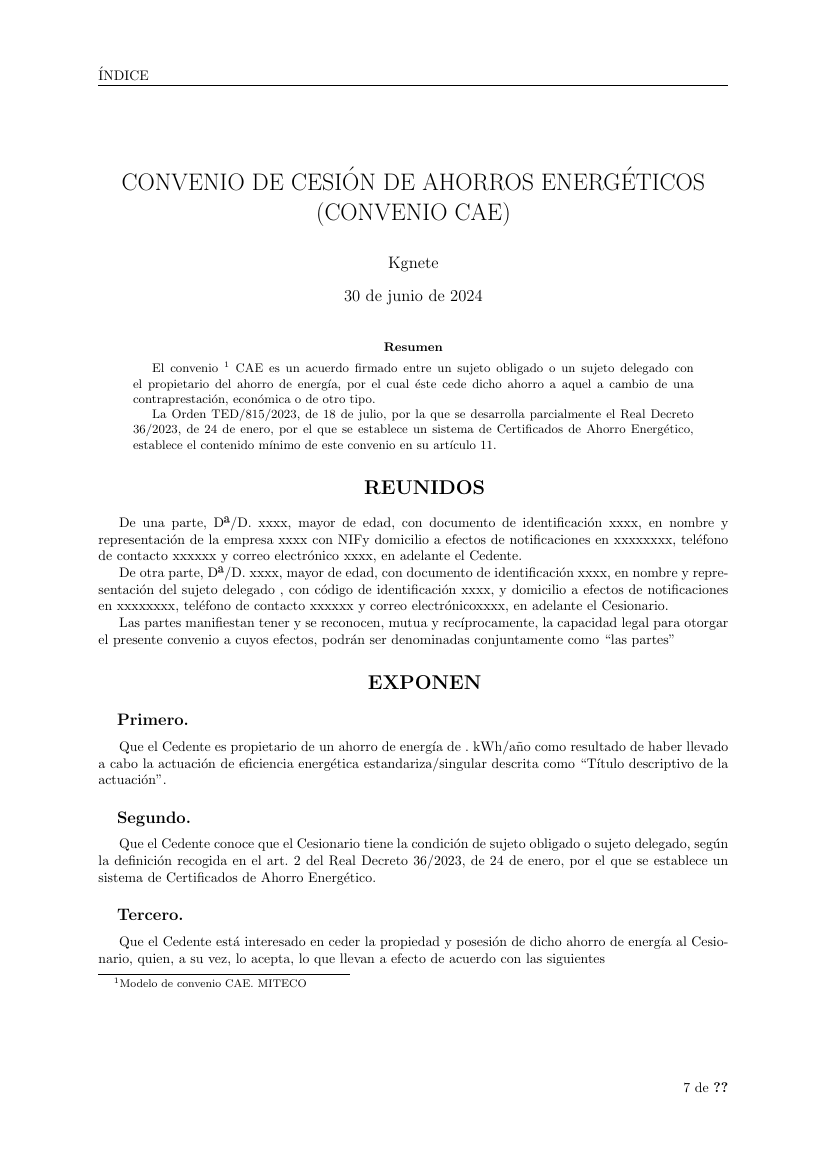 ÍNDICE
CONVENIO DE CESIÓN DE AHORROS ENERGÉTICOS
(CONVENIO CAE)
Kgnete
30 de junio de 2024
Resumen
El convenio ¹ CAE es un acuerdo firmado entre un sujeto obligado o un sujeto delegado con
el propietario del ahorro de energía, por el cual éste cede dicho ahorro a aquel a cambio de una
contraprestación, económica o de otro tipo.
La Orden TED/815/2023, de 18 de julio, por la que se desarrolla parcialmente el Real Decreto
36/2023, de 24 de enero, por el que se establece un sistema de Certificados de Ahorro Energético,
establece el contenido mínimo de este convenio en su artículo 11.
REUNIDOS
De una parte, Dª/D. xxxx, mayor de edad, con documento de identificación xxxx, en nombre y
representación de la empresa xxxx con NIFy domicilio a efectos de notificaciones en xxxxxxxx, teléfono
de contacto xxxxxx y correo electrónico xxxx, en adelante el Cedente.
De otra parte, Dª/D. xxxx, mayor de edad, con documento de identificación xxxx, en nombre y repre-
sentación del sujeto delegado , con código de identificación xxxx, y domicilio a efectos de notificaciones
en xxxxxxxx, teléfono de contacto xxxxxx y correo electrónicoxxxx, en adelante el Cesionario.
Las partes manifiestan tener y se reconocen, mutua y recíprocamente, la capacidad legal para otorgar
el presente convenio a cuyos efectos, podrán ser denominadas conjuntamente como “las partes”
EXPONEN
Primero.
Que el Cedente es propietario de un ahorro de energía de . kWh/año como resultado de haber llevado
a cabo la actuación de eficiencia energética estandariza/singular descrita como “Título descriptivo de la
actuación”.
Segundo.
Que el Cedente conoce que el Cesionario tiene la condición de sujeto obligado o sujeto delegado, según
la definición recogida en el art. 2 del Real Decreto 36/2023, de 24 de enero, por el que se establece un
sistema de Certificados de Ahorro Energético.
Tercero.
Que el Cedente está interesado en ceder la propiedad y posesión de dicho ahorro de energía al Cesio-
nario, quien, a su vez, lo acepta, lo que llevan a efecto de acuerdo con las siguientes
¹Modelo de convenio CAE. MITECO
7 de ??